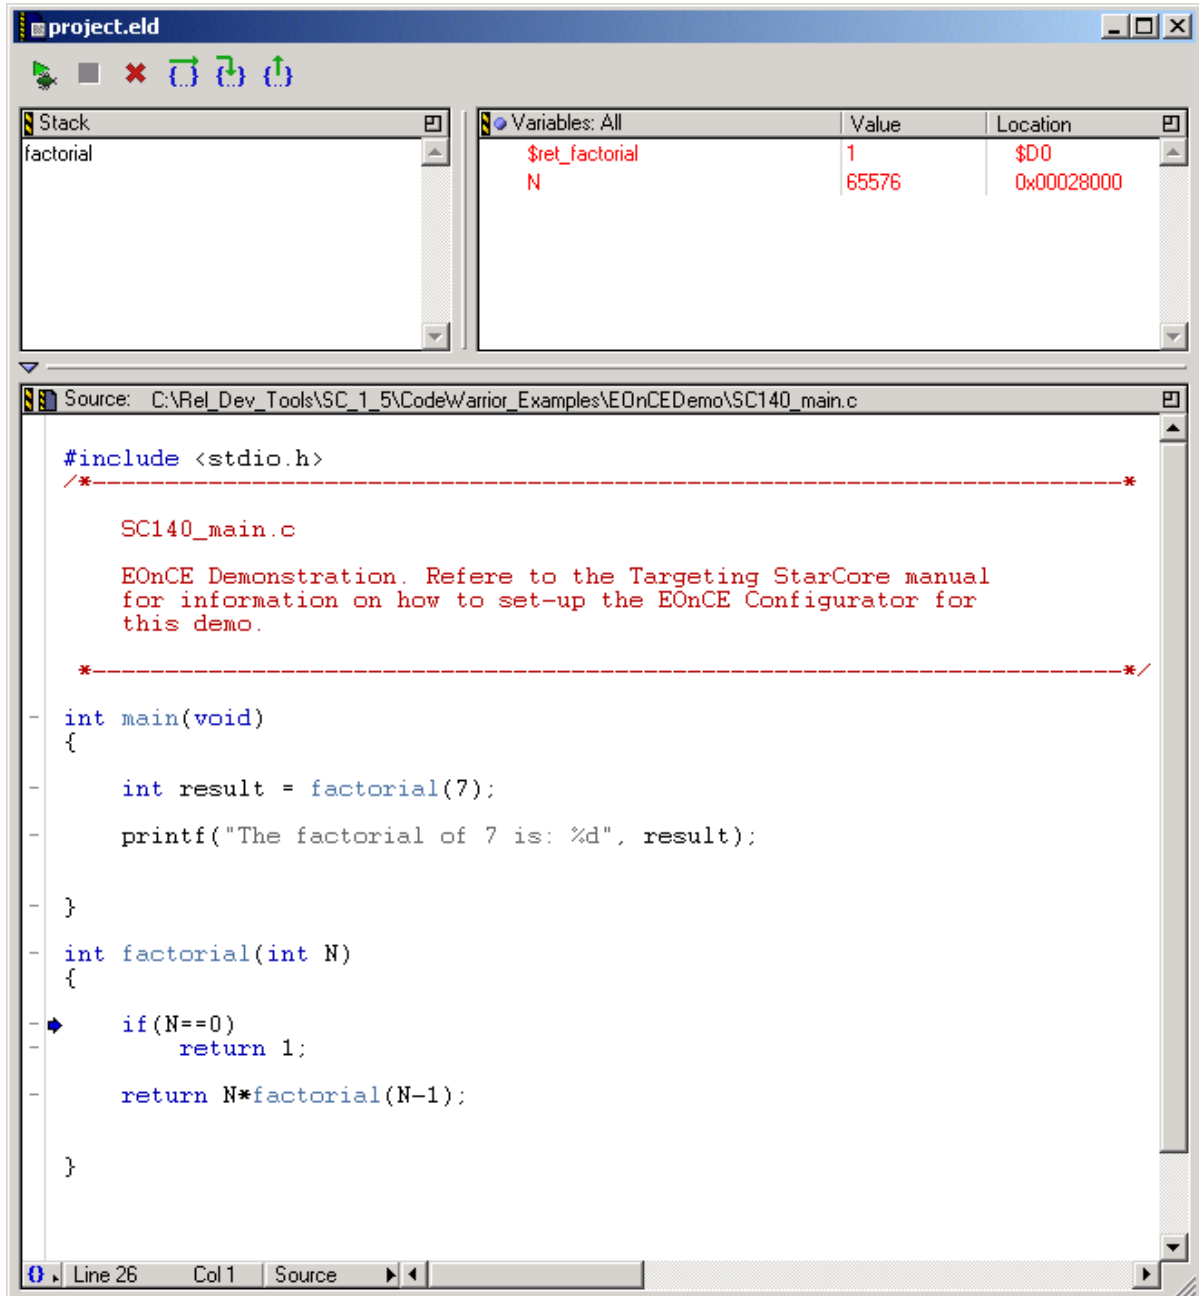 project.eld
Stack
factorial
Variables: All Value Location
$ret_factorial 1 $D0
N 65576 0x00028000
Source: C:\Rel_Dev_Tools\SC_1_5\CodeWarrior_Examples\EOnCEDemo\SC140_main.c
#include <stdio.h>
/*------------------------------------------------------------------------*
SC140_main.c
EOnCE Demonstration. Refere to the Targeting StarCore manual
for information on how to set-up the EOnCE Configurator for
this demo.
*------------------------------------------------------------------------*/
int main(void)
{
int result = factorial(7);
printf("The factorial of 7 is: %d", result);
}
int factorial(int N)
{
if(N==0)
return 1;
return N*factorial(N-1);
}
Line 26 Col 1 Source